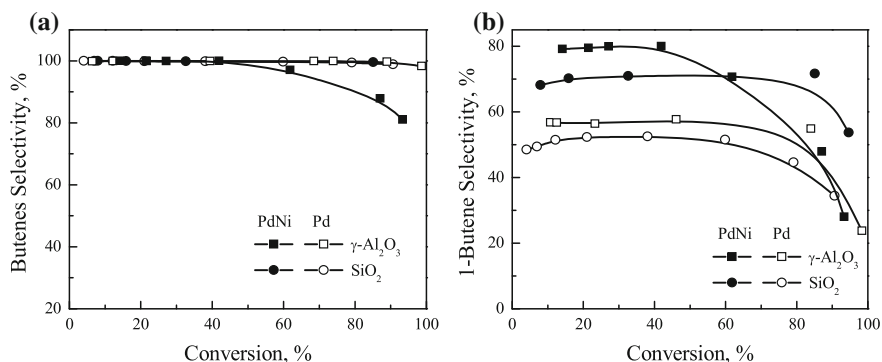 (a)
Butenes Selectivity, %
100
80
60
40
20
PdNi Pd
γ-Al₂O₃
SiO₂
0 20 40 60 80 100
Conversion, %
(b)
1-Butene Selectivity, %
80
60
40
20
0
PdNi Pd
γ-Al₂O₃
SiO₂
0 20 40 60 80 100
Conversion, %